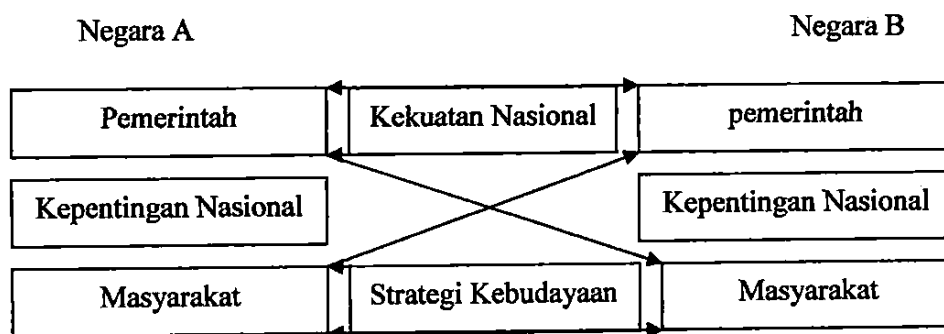 Negara A Negara B
Pemerintah Kekuatan Nasional pemerintah
Kepentingan Nasional Kepentingan Nasional
Masyarakat Strategi Kebudayaan Masyarakat